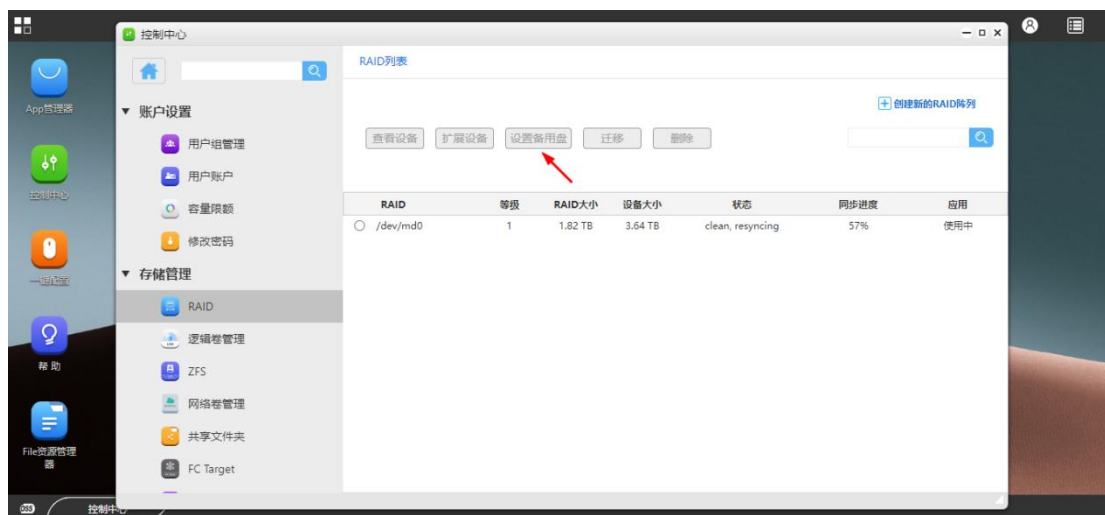 控制中心
RAID列表
App管理器
账户设置
创建新的RAID阵列
用户组管理
查看设备 扩展设备 设置备用盘 迁移 删除
用户账户
控制中心
RAID 等级 RAID大小 设备大小 状态 同步进度 应用
容量限额
/dev/md0 1 1.82 TB 3.64 TB clean, resyncing 57% 使用中
修改密码
一键配置
存储管理
RAID
逻辑卷管理
帮助
ZFS
网络卷管理
共享文件夹
File资源管理
器
FC Target
控制中心